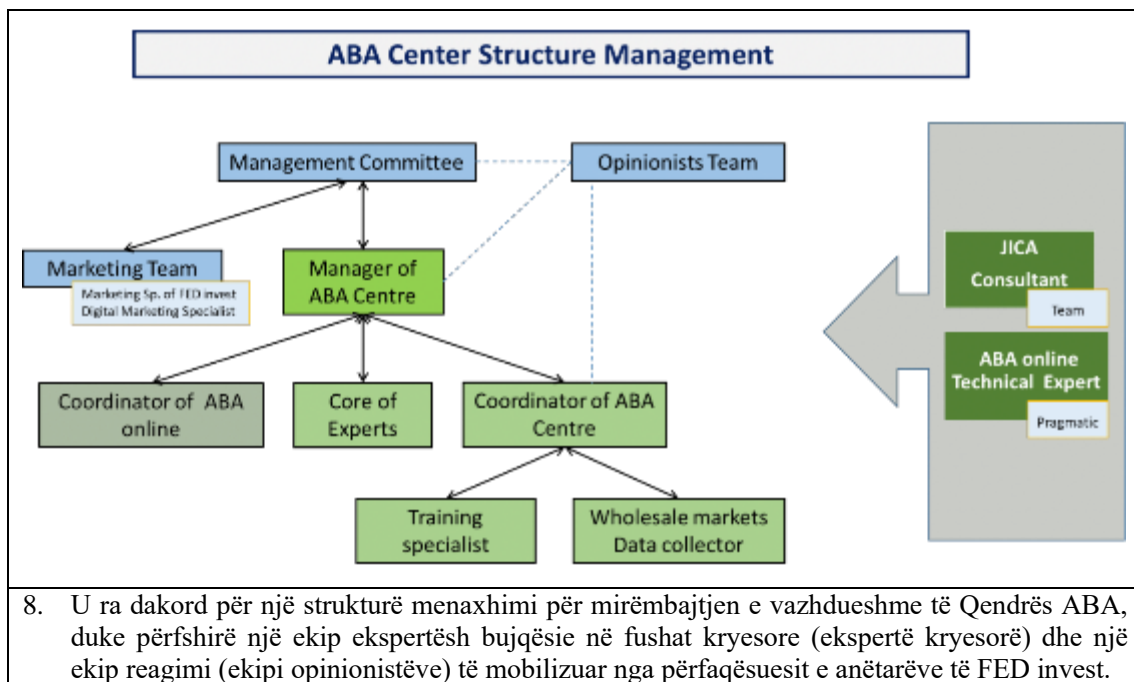 ABA Center Structure Management
Management Committee
Opinionists Team
Marketing Team
Marketing Sp. of FED invest
Digital Marketing Specialist
Manager of
ABA Centre
Coordinator of ABA
online
Core of
Experts
Coordinator of ABA
Centre
Training
specialist
Wholesale markets
Data collector
JICA
Consultant
Team
ABA online
Technical Expert
Pragmatic
8. U ra dakord për një strukturë menaxhimi për mirëmbajtjen e vazhdueshme të Qendrës ABA,
duke përfshirë një ekip ekspertësh bujqësie në fushat kryesore (ekspertë kryesorë) dhe një
ekip reagimi (ekipi opinionistëve) të mobilizuar nga përfaqësuesit e anëtarëve të FED invest.